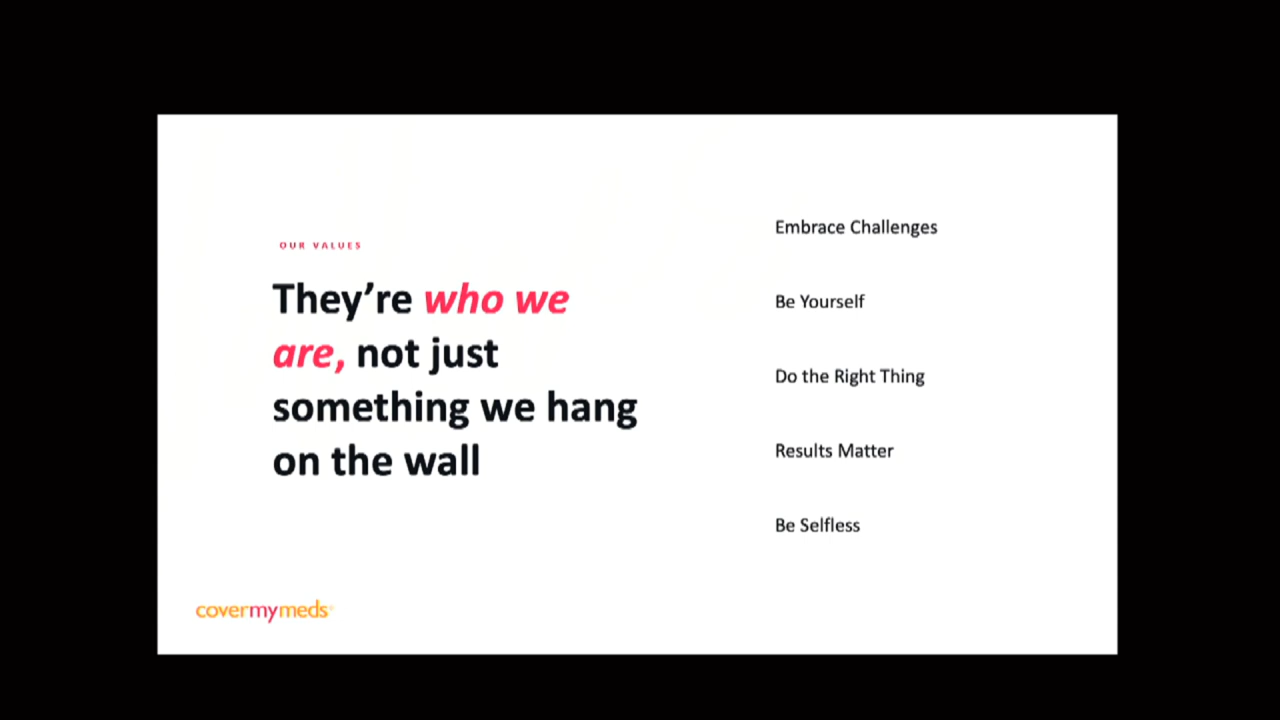 OUR VALUES
They’re who we
are, not just
something we hang
on the wall
Embrace Challenges
Be Yourself
Do the Right Thing
Results Matter
Be Selfless
covermymeds